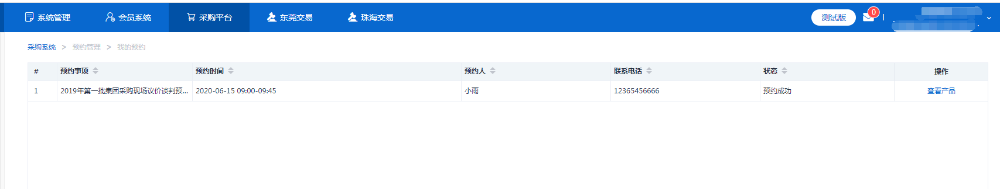 系统管理 会员系统 采购平台 东莞交易 珠海交易 测试版 0
采购系统 > 预约管理 > 我的预约
# 预约事项 预约时间 预约人 联系电话 状态 操作
1 2019年第一批集团采购现场议价谈判预... 2020-06-15 09:00-09:45 小雨 12365456666 预约成功 查看产品